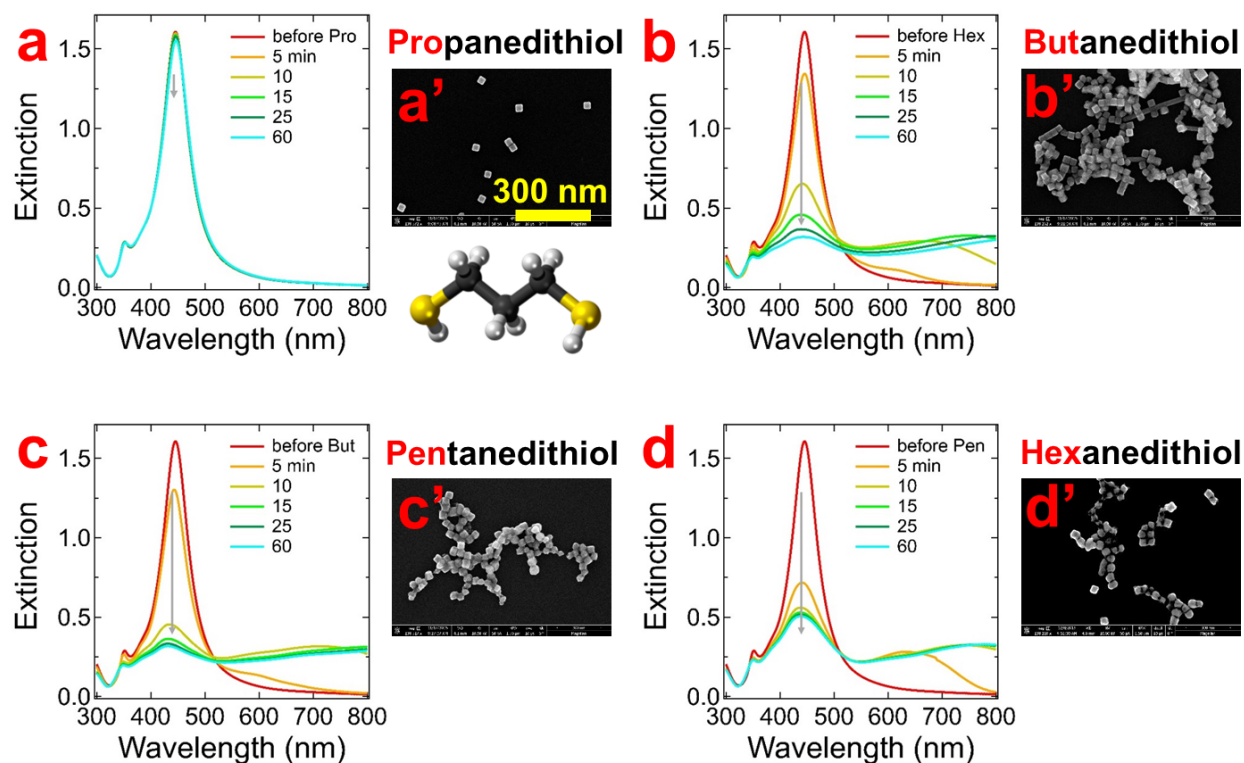 a
before Pro
5 min
10
15
25
60
1.5
1.0
0.5
0.0
300 400 500 600 700 800
Extinction
Wavelength (nm)
Propanedithiol
a’
300 nm
b
before Hex
5 min
10
15
25
60
1.5
1.0
0.5
0.0
300 400 500 600 700 800
Extinction
Wavelength (nm)
Butanedithiol
b’
c
before But
5 min
10
15
25
60
1.5
1.0
0.5
0.0
300 400 500 600 700 800
Extinction
Wavelength (nm)
Pentanedithiol
c’
d
before Pen
5 min
10
15
25
60
1.5
1.0
0.5
0.0
300 400 500 600 700 800
Extinction
Wavelength (nm)
Hexanedithiol
d’